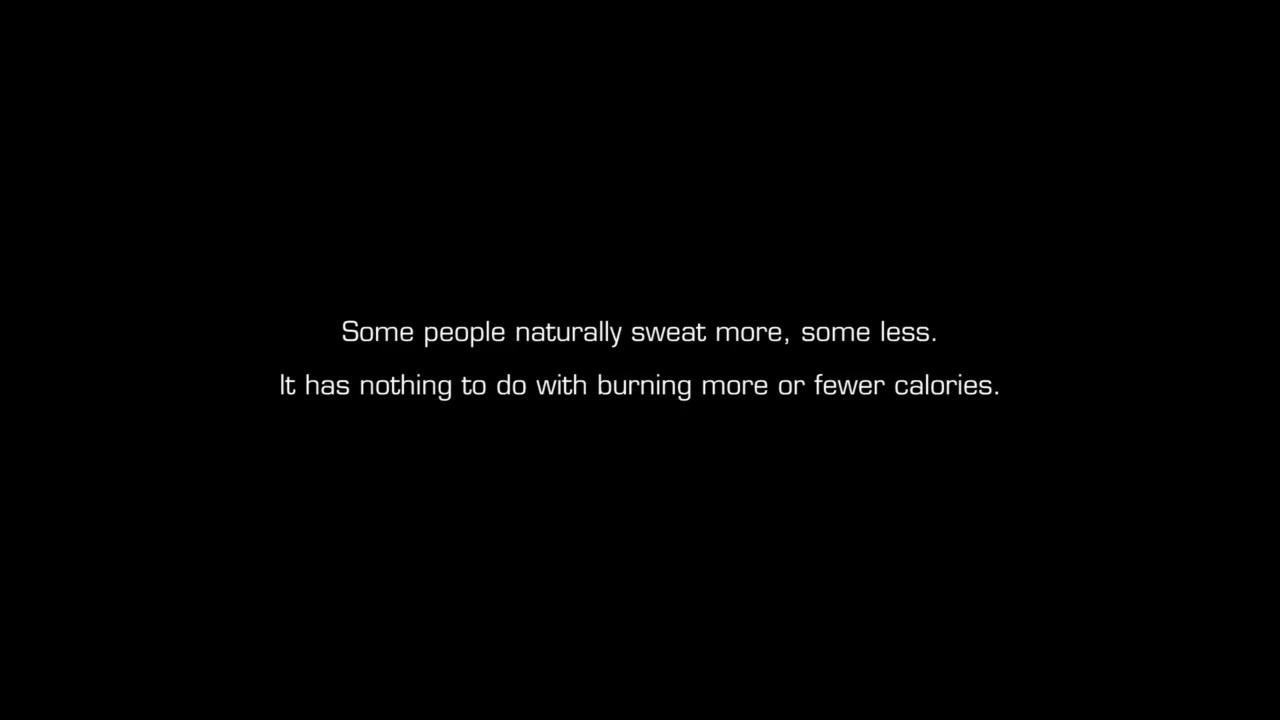 Some people naturally sweat more, some less.
It has nothing to do with burning more or fewer calories.